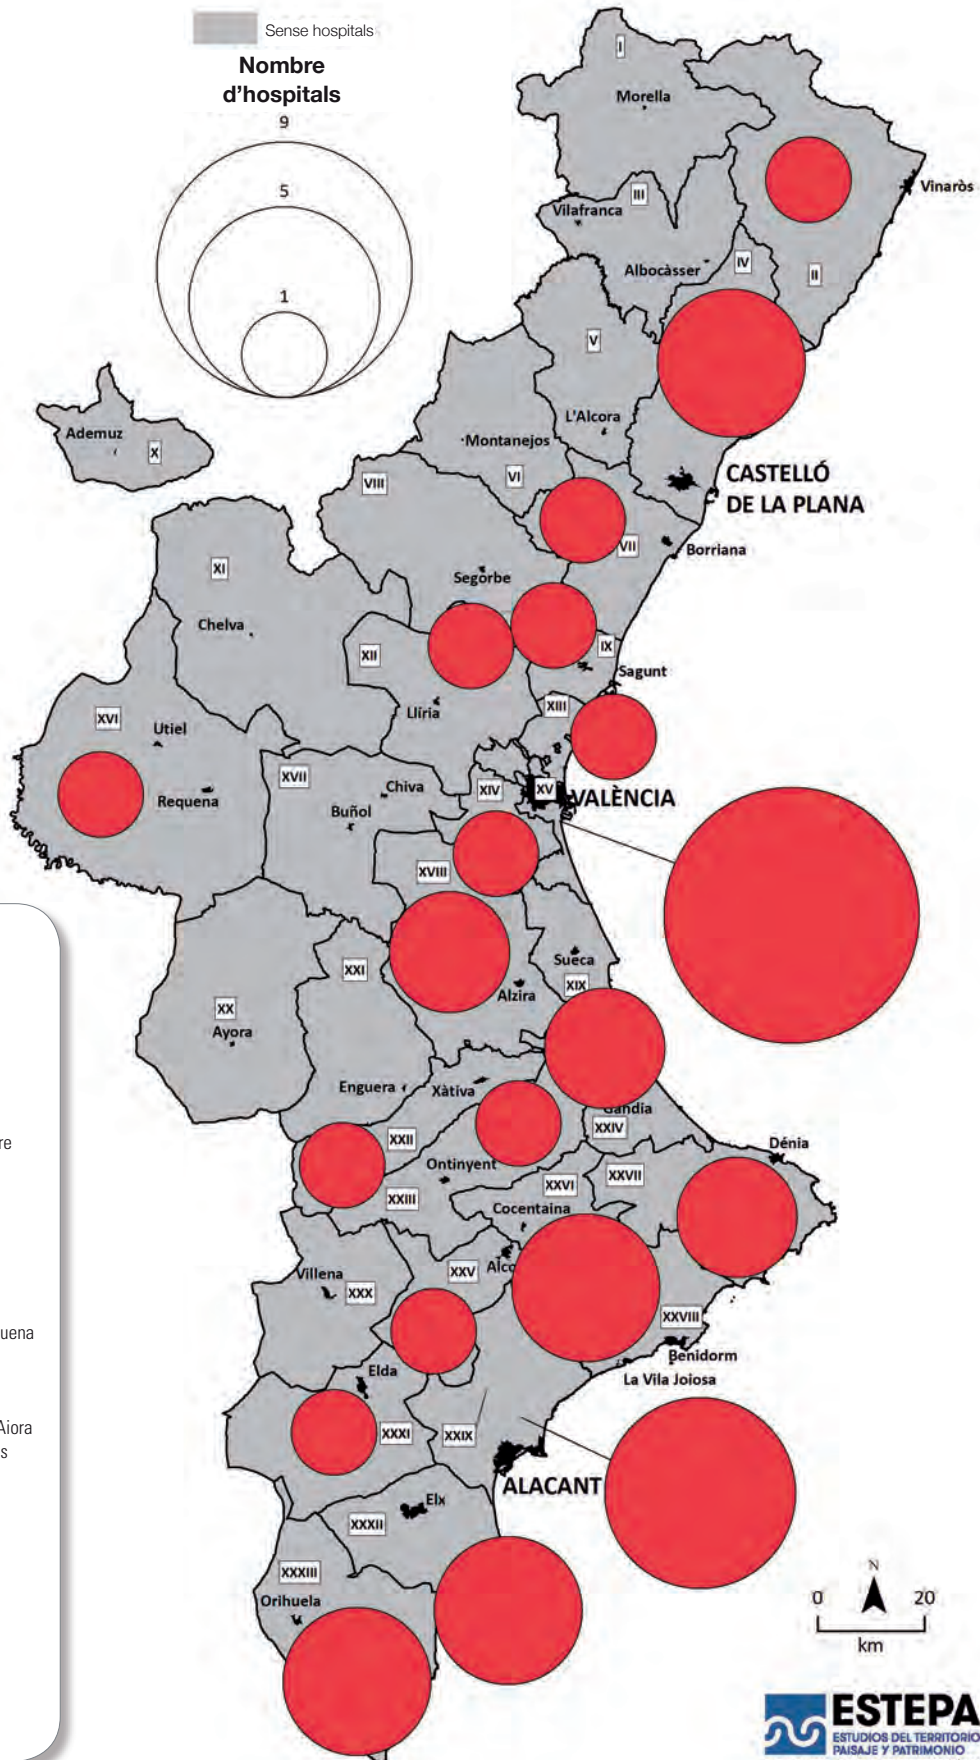 Sense hospitals
Nombre
d'hospitals
9
5
1
I
Morella
Vinaròs
III
Vilafranca
Albocàsser
IV
II
V
L'Alcora
Ademuz
X
Montanejos
VI
VIII
CASTELLÓ
DE LA PLANA
VII
Borriana
Segorbe
XI
Chelva
XII
IX
Sagunt
Llíria
XIII
XVI
Utiel
Requena
XVII
Chiva
Buñol
XIV
XV
VALÈNCIA
XVIII
Sueca
XIX
Alzira
XXI
XX
Ayora
Enguera
Xàtiva
Gandia
XXIV
XXII
Ontinyent
XXIII
Dénia
XXVII
XXVI
Cocentaina
Alco
XXV
Villena
XXX
XXVIII
Benidorm
La Vila Joiosa
Elda
XXXI
XXIX
ALACANT
Elx
XXXII
XXXIII
Orihuela
re
uena
Aiora
s
N
0 20
km
ESTEPA
ESTUDIOS DEL TERRITORIO
PAISAJE Y PATRIMONIO